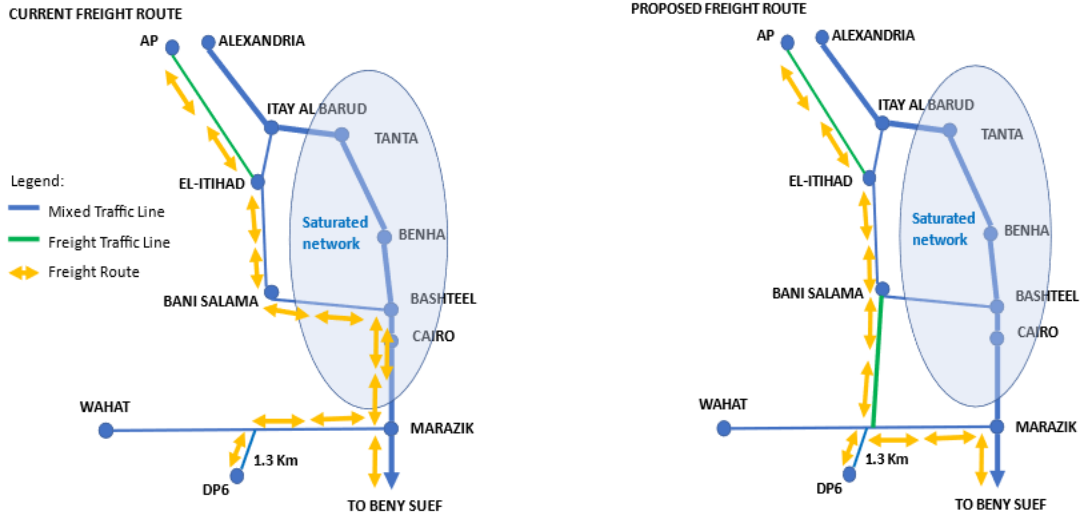 CURRENT FREIGHT ROUTE
AP
ALEXANDRIA
ITAY AL BARUD
TANTA
EL-ITIHAD
Legend:
Mixed Traffic Line
Freight Traffic Line
Freight Route
Saturated
network
BENHA
BANI SALAMA
BASHTEEL
CAIRO
WAHAT
MARAZIK
1.3 Km
DP6
TO BENY SUEF
PROPOSED FREIGHT ROUTE
AP
ALEXANDRIA
ITAY AL BARUD
TANTA
EL-ITIHAD
Saturated
network
BENHA
BANI SALAMA
BASHTEEL
CAIRO
WAHAT
MARAZIK
1.3 Km
DP6
TO BENY SUEF